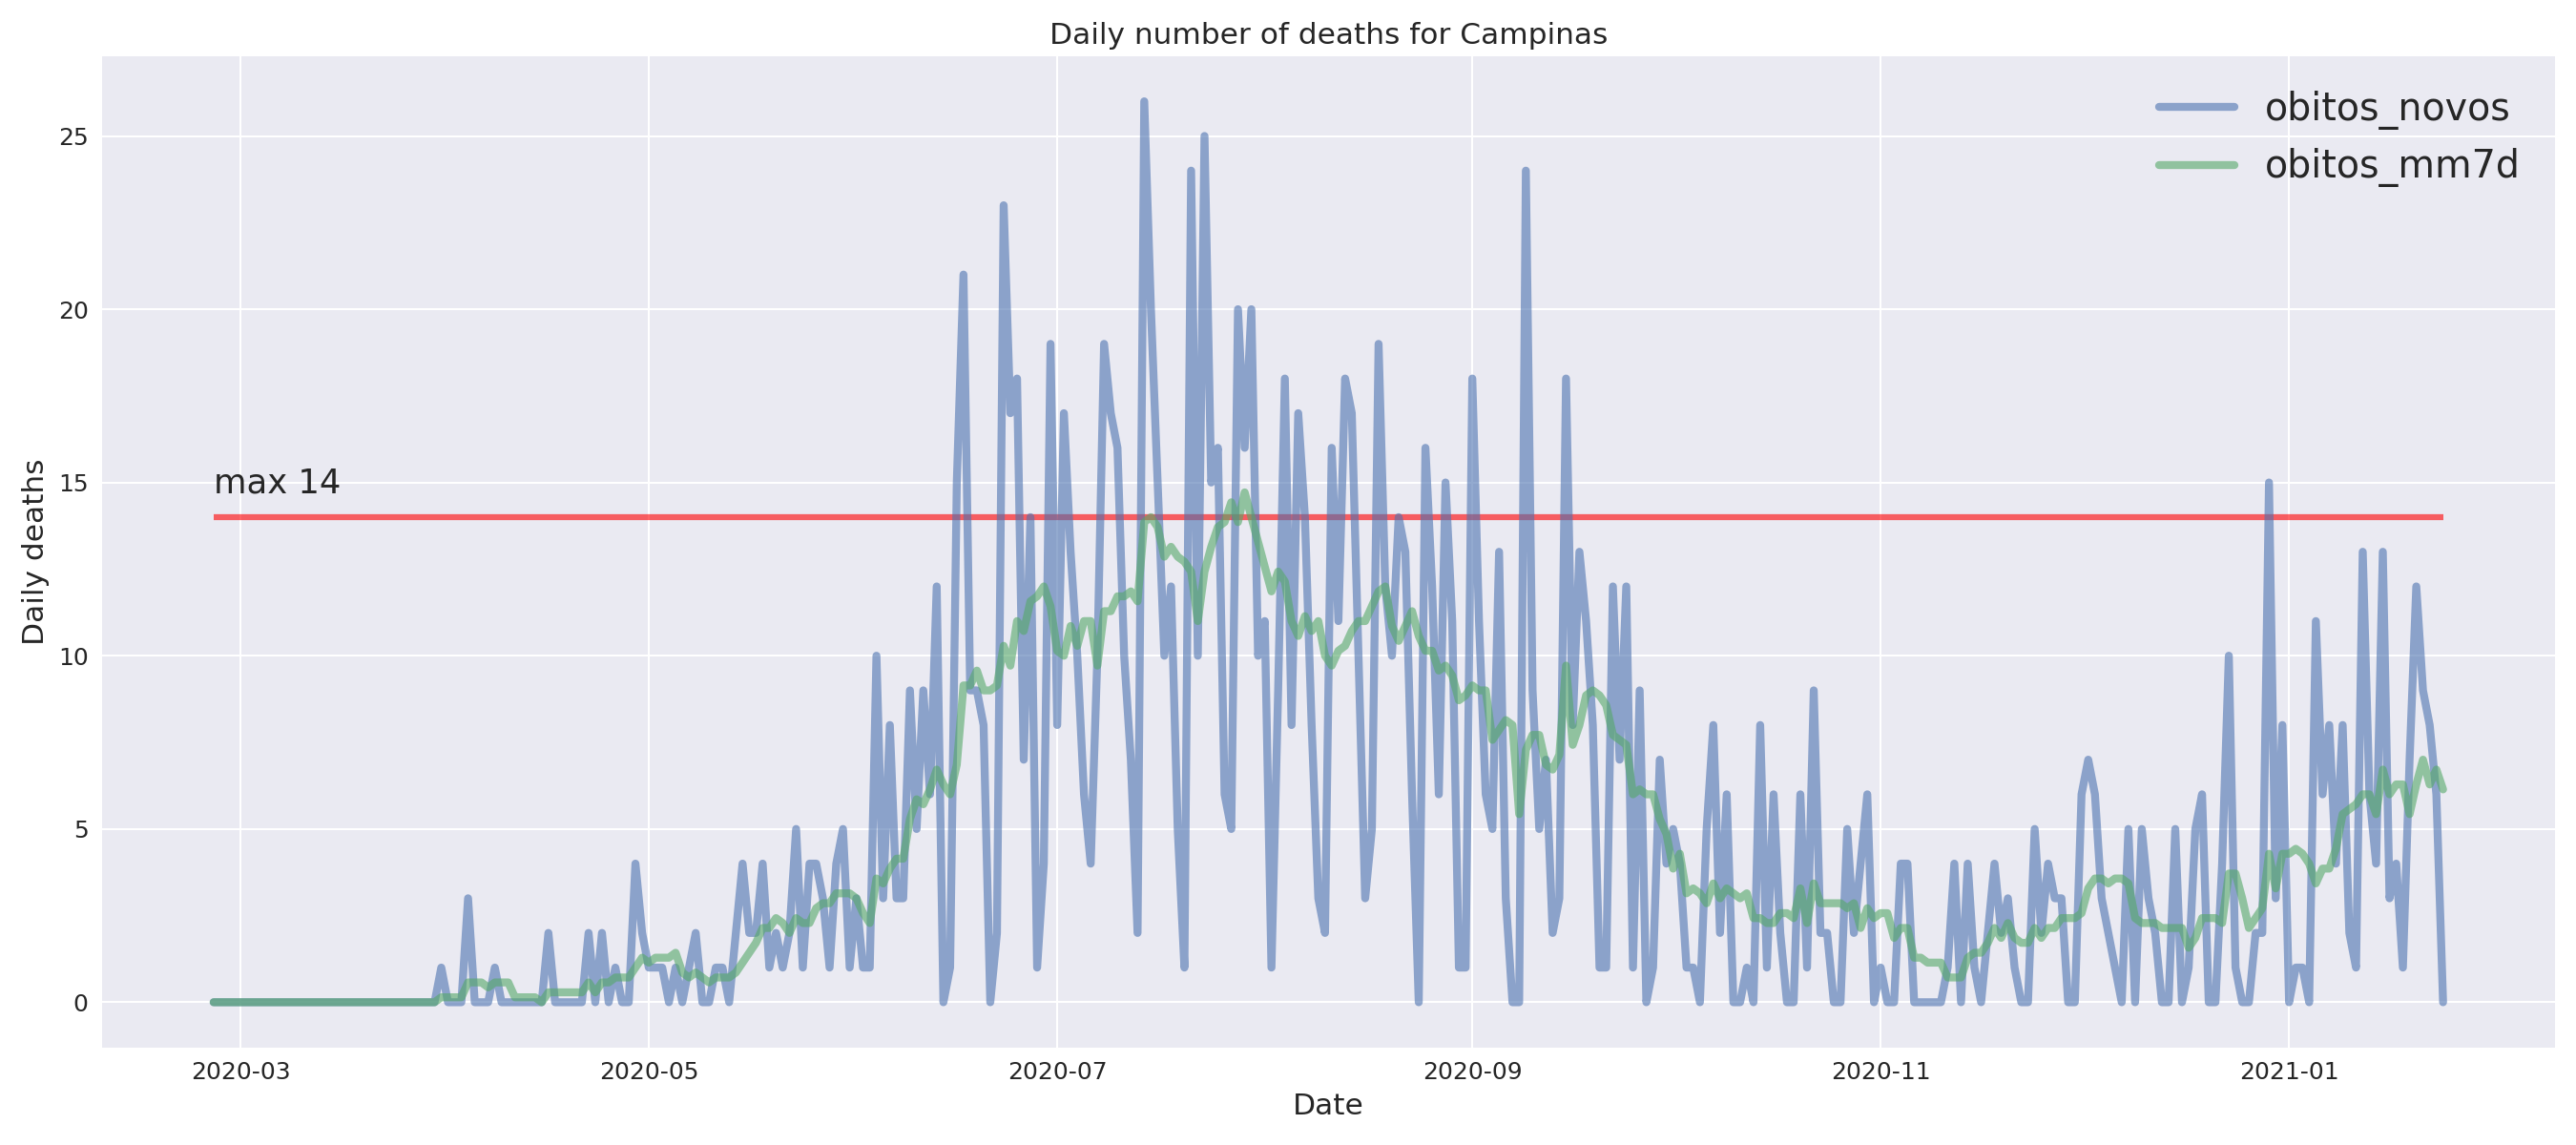 Daily number of deaths for Campinas
obitos_novos
obitos_mm7d
max 14
Daily deaths
25
20
15
10
5
0
2020-03
2020-05
2020-07
2020-09
2020-11
2021-01
Date